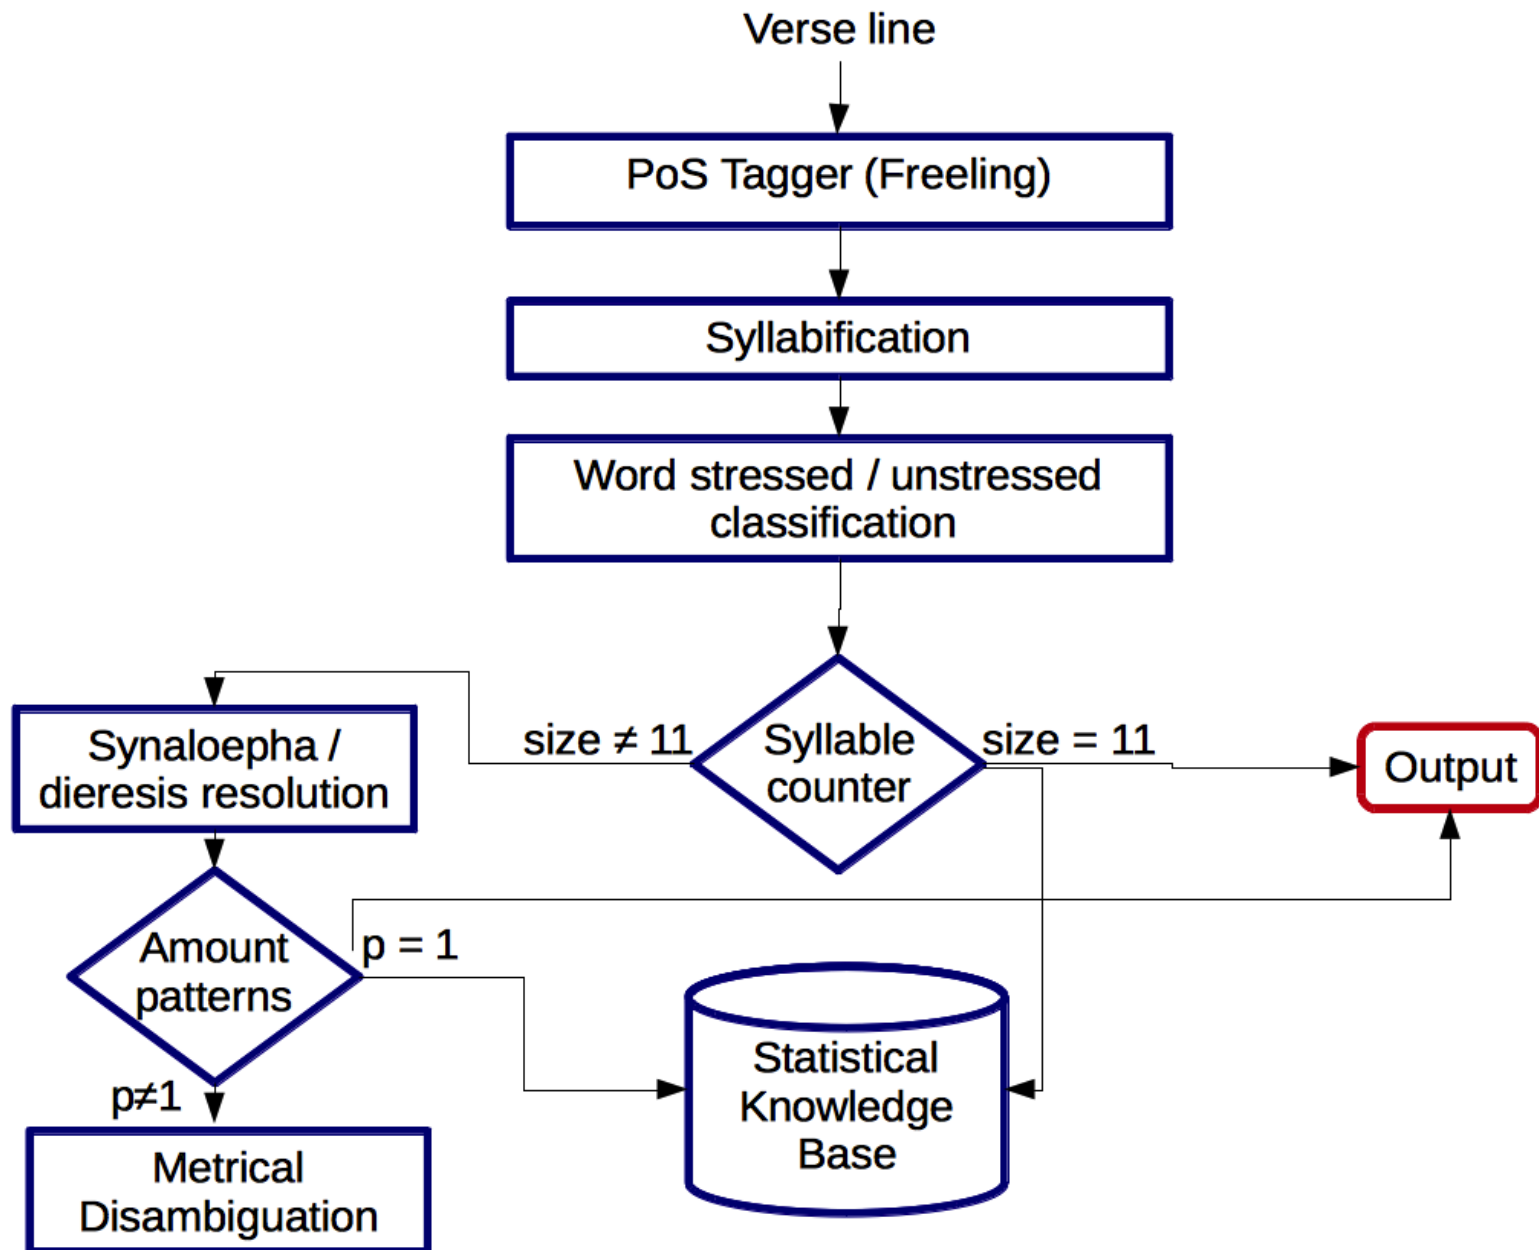 Verse line
PoS Tagger (Freeling)
Syllabification
Word stressed / unstressed
classification
Syllable
counter
size ≠ 11
size = 11
Output
Synaloepha /
dieresis resolution
Amount
patterns
p = 1
p≠1
Statistical
Knowledge
Base
Metrical
Disambiguation